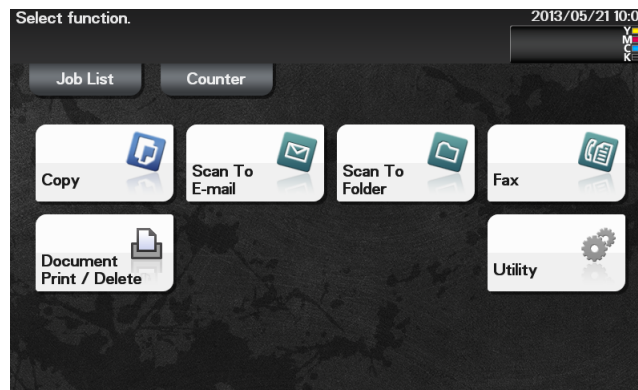 Select function.
2013/05/21 10:0
Y
M
C
K
Job List
Counter
Copy
Scan To
E-mail
Scan To
Folder
Fax
Document
Print / Delete
Utility